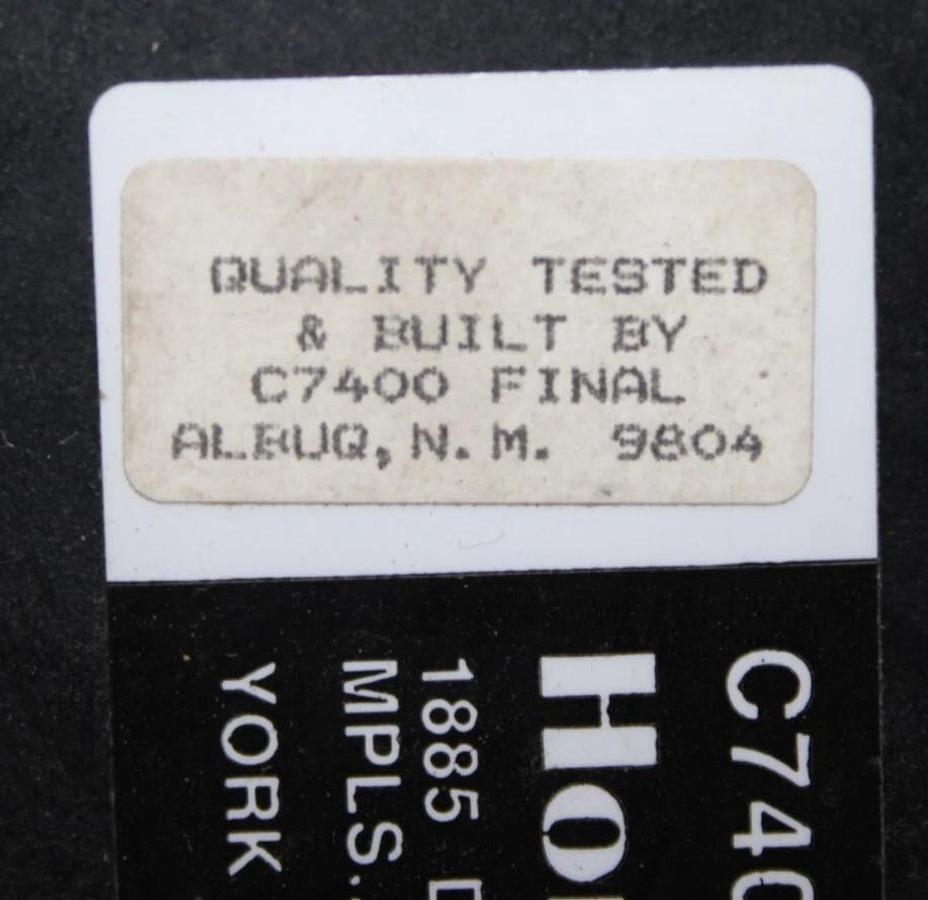 QUALITY TESTED
& BUILT BY
C7400 FINAL
ALBUQ, N.M. 9804
C740
Ho
1885
MPLS.
YORK